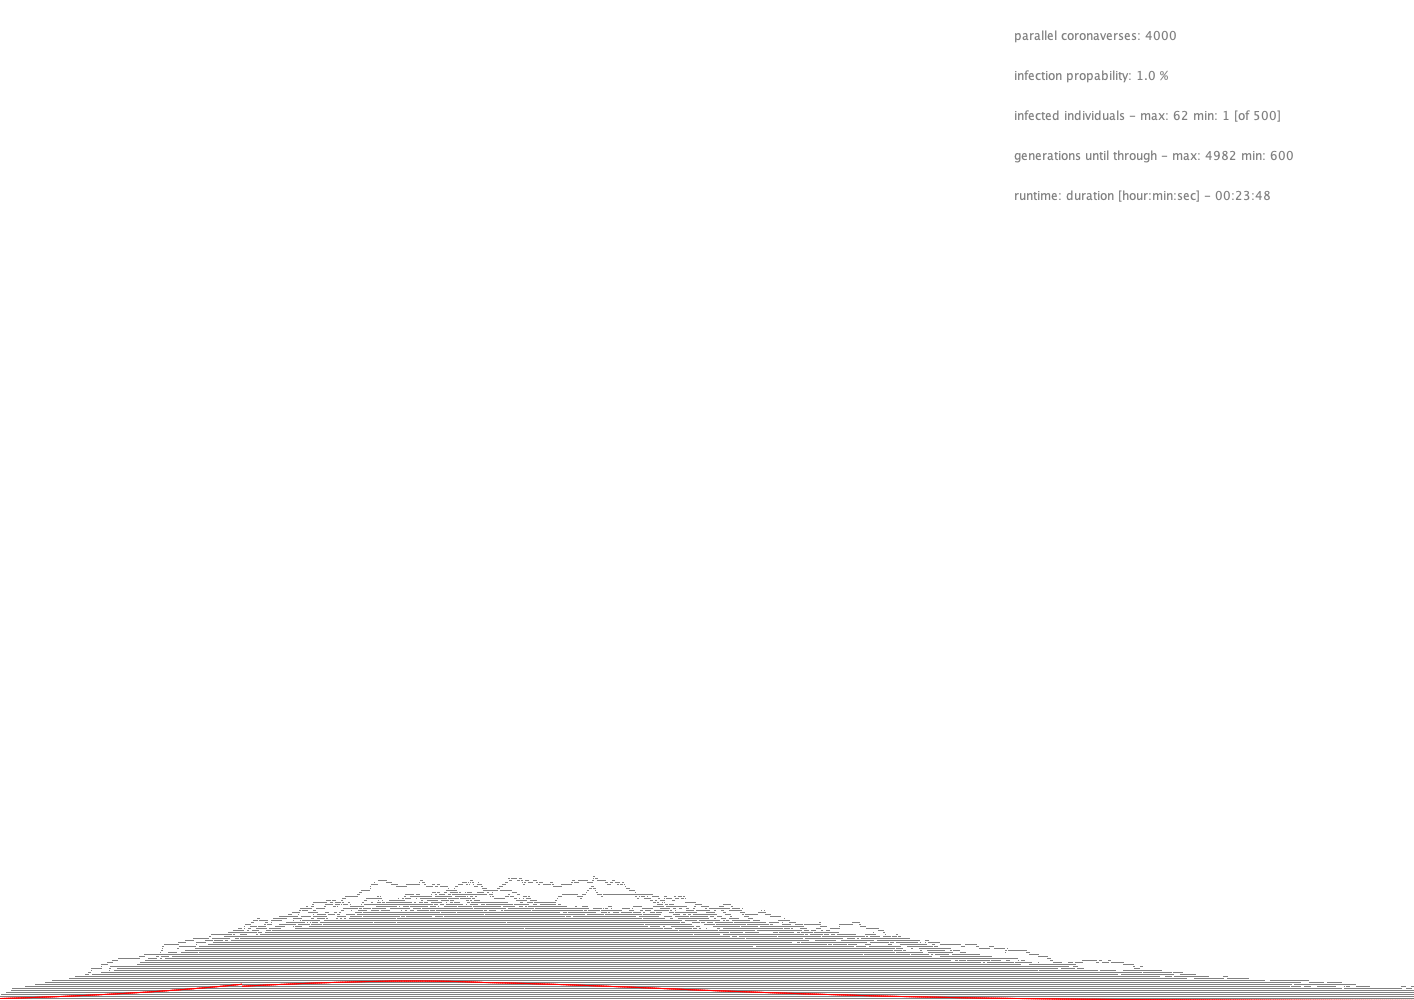 parallel coronaverses: 4000
infection propability: 1.0 %
infected individuals - max: 62 min: 1 [of 500]
generations until through - max: 4982 min: 600
runtime: duration [hour:min:sec] - 00:23:48